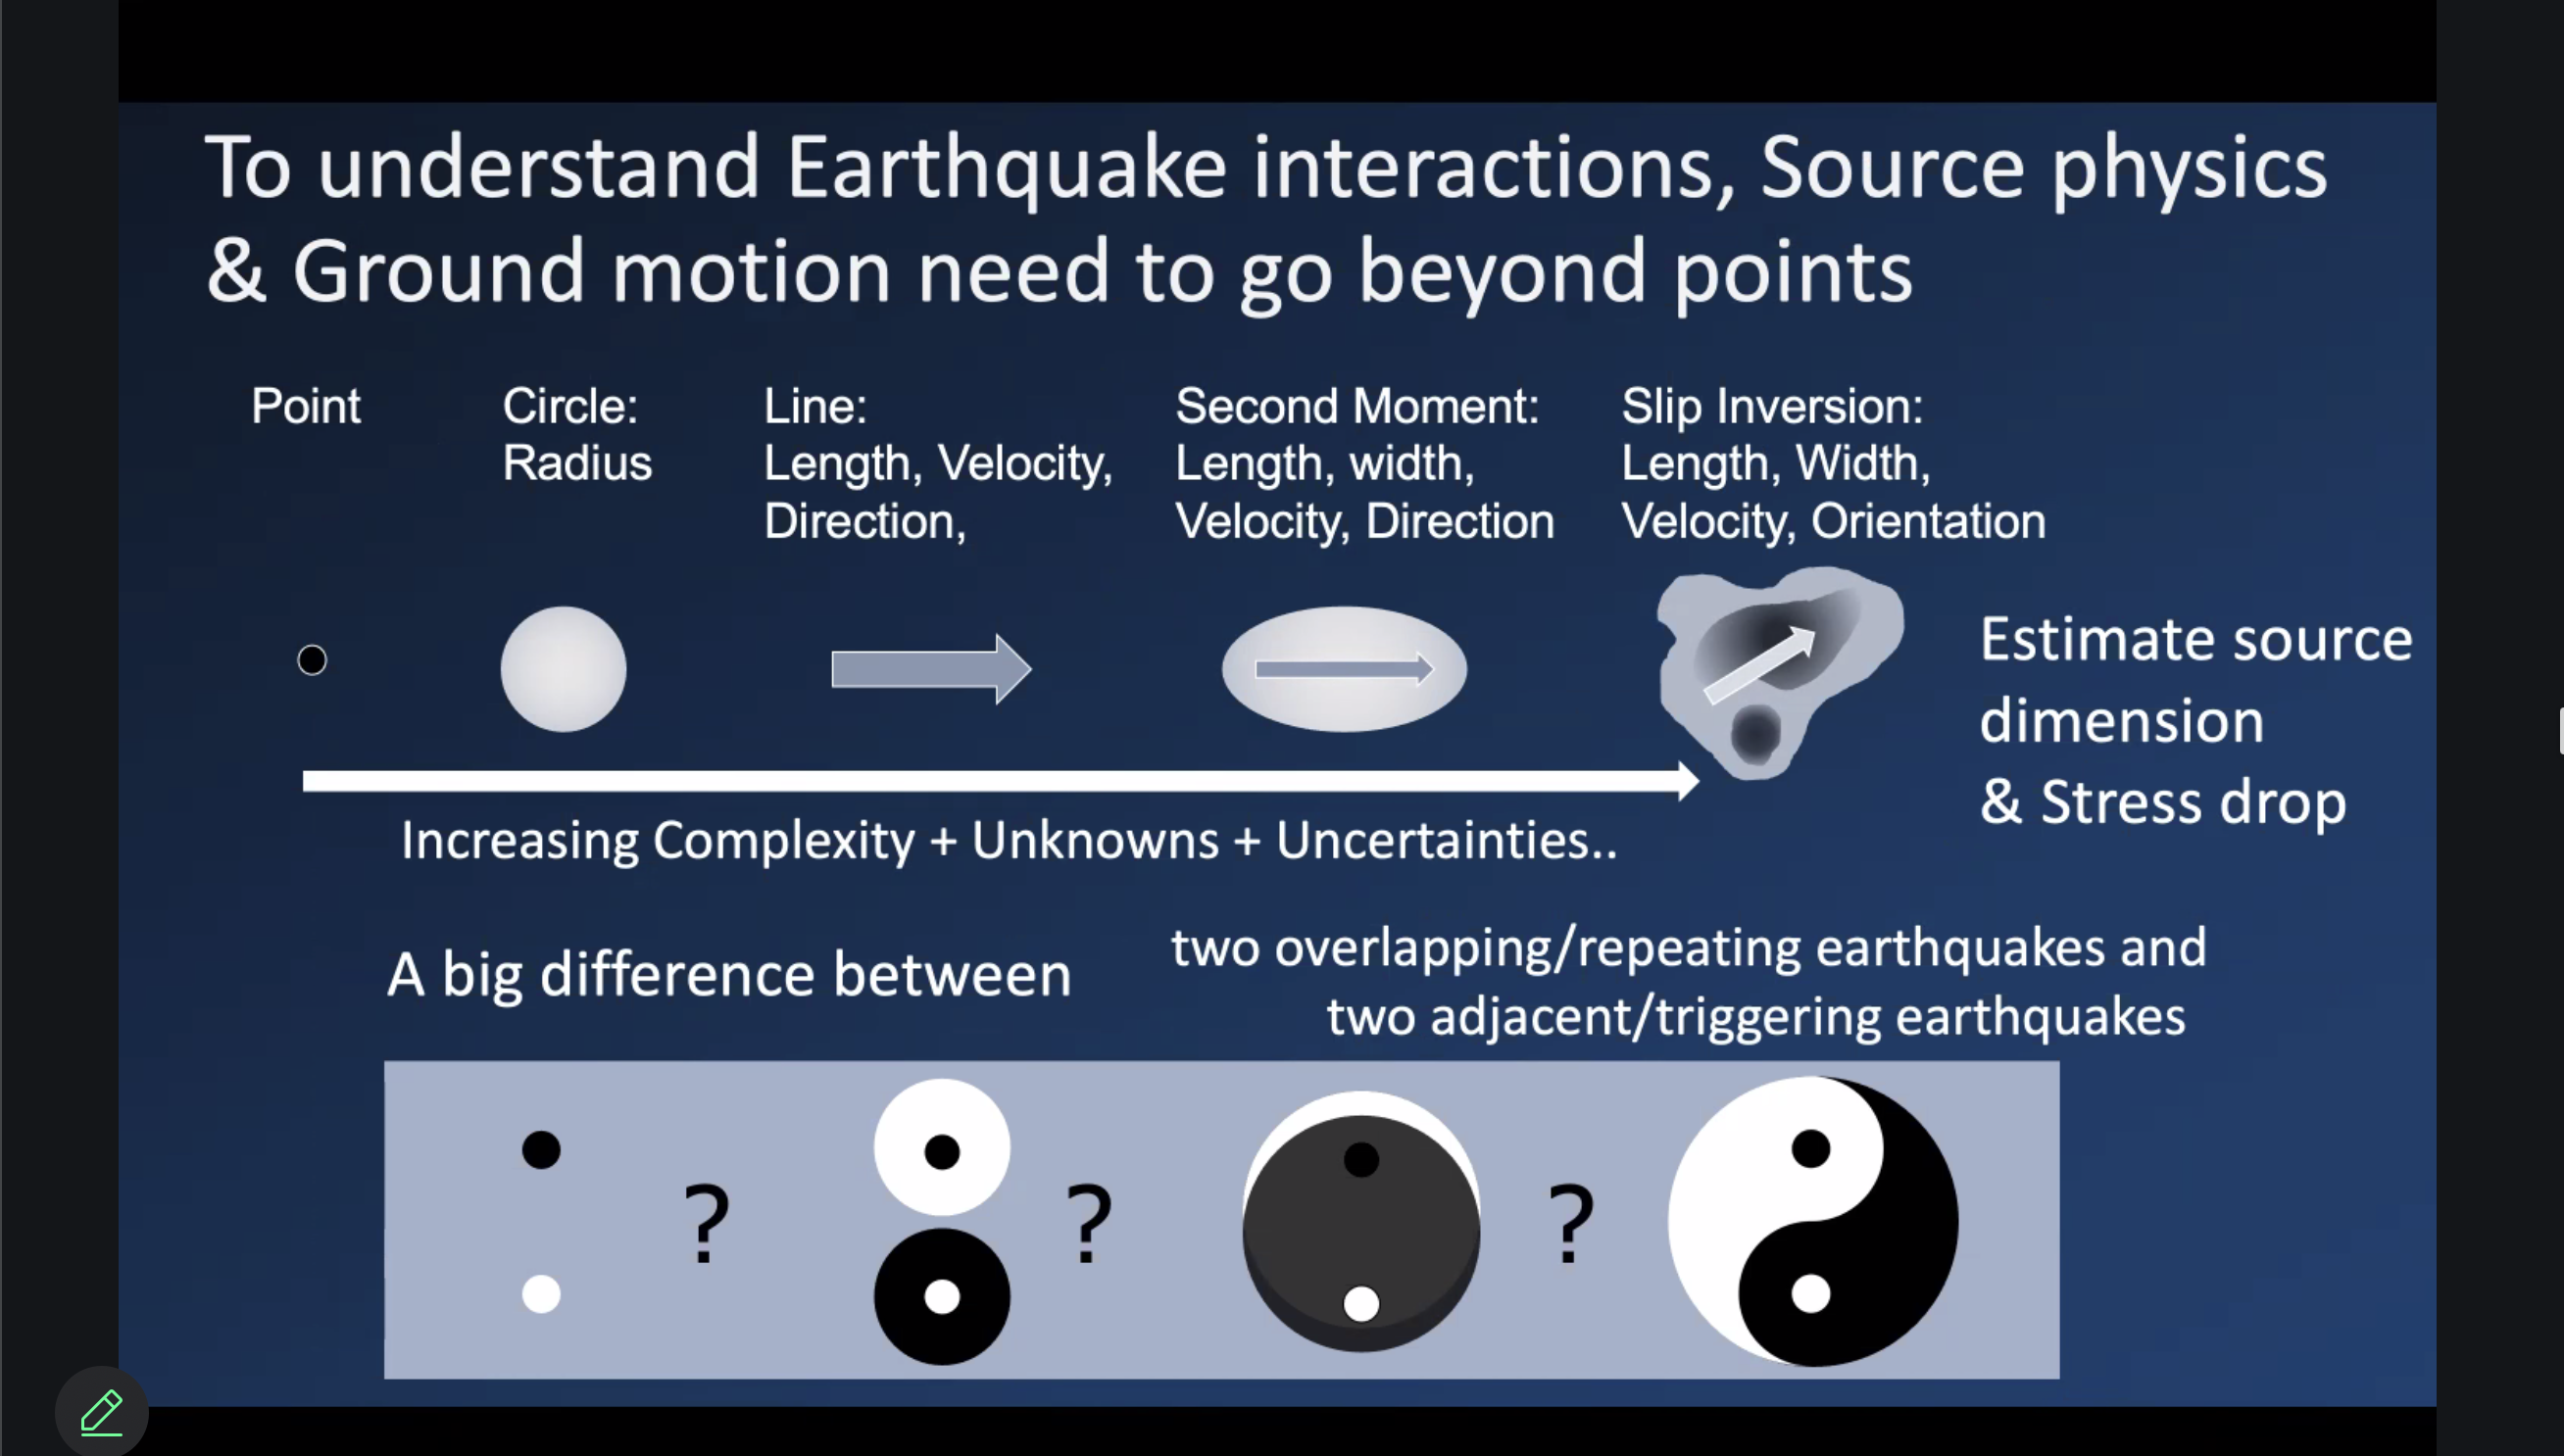 To understand Earthquake interactions, Source physics
& Ground motion need to go beyond points
Point
Circle:
Radius
Line:
Length, Velocity,
Direction,
Second Moment:
Length, width,
Velocity, Direction
Slip Inversion:
Length, Width,
Velocity, Orientation
Estimate source
dimension
& Stress drop
Increasing Complexity + Unknowns + Uncertainties..
A big difference between
two overlapping/repeating earthquakes and
two adjacent/triggering earthquakes
? ? ?